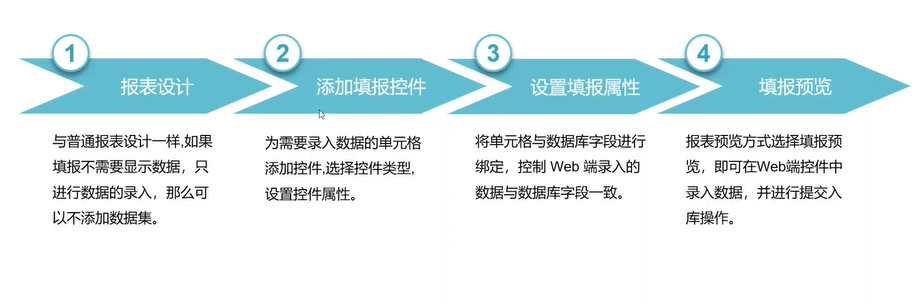 1
报表设计
与普通报表设计一样,如果
填报不需要显示数据，只
进行数据的录入，那么可
以不添加数据集。
2
添加填报控件
为需要录入数据的单元格
添加控件,选择控件类型,
设置控件属性。
3
设置填报属性
将单元格与数据库字段进行
绑定，控制 Web 端录入的
数据与数据库字段一致。
4
填报预览
报表预览方式选择填报预
览，即可在Web端控件中
录入数据，并进行提交入
库操作。